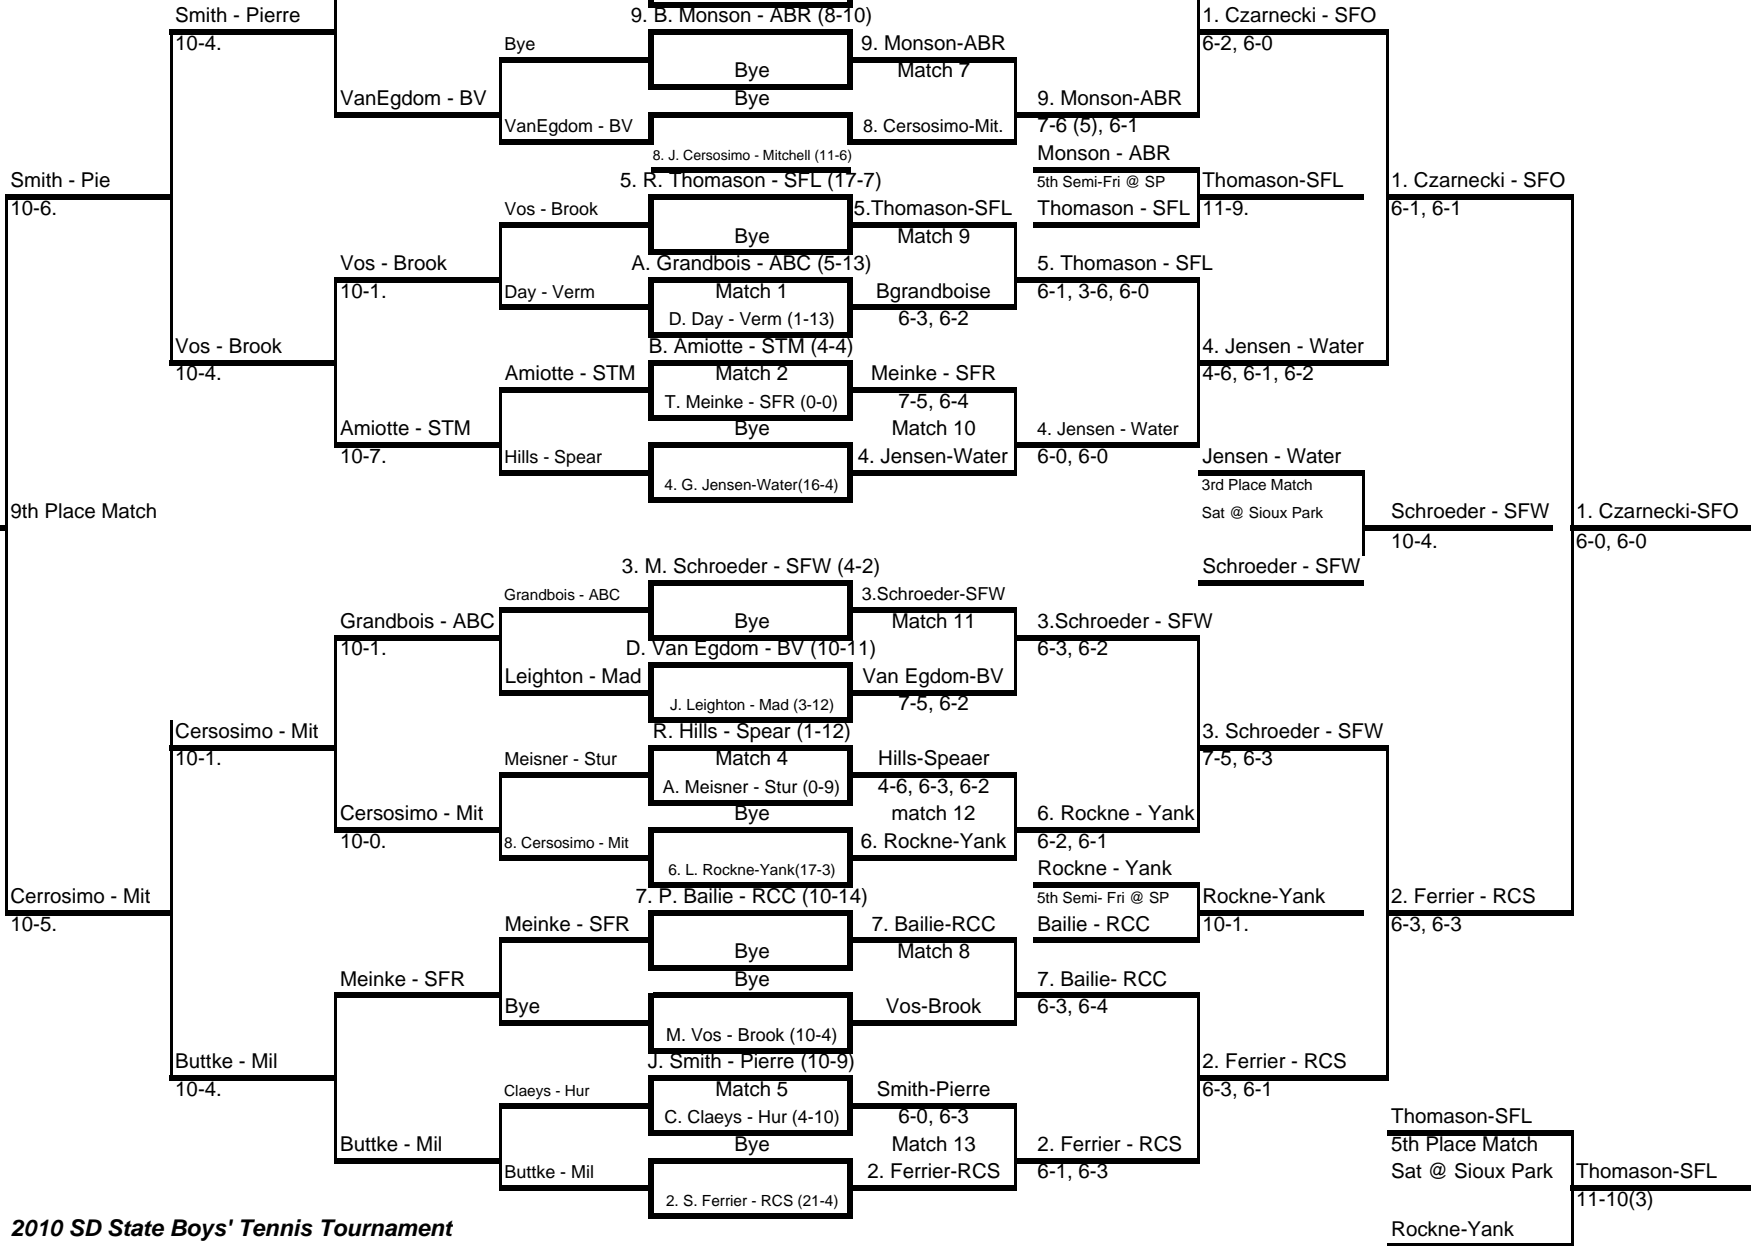 Smith - Pierre
9. B. Monson - ABR (8-10)
1. Czarnecki - SFO
10-4.
Bye
9. Monson-ABR
6-2, 6-0
Bye
Match 7
VanEgdom - BV
Bye
9. Monson-ABR
VanEgdom - BV
8. Cersosimo-Mit.
7-6 (5), 6-1
8. J. Cersosimo - Mitchell (11-6)
Monson - ABR
Smith - Pie
5. R. Thomason - SFL (17-7)
5th Semi-Fri @ SP
Thomason-SFL
1. Czarnecki - SFO
10-6.
Vos - Brook
5.Thomason-SFL
Thomason - SFL
11-9.
6-1, 6-1
Bye
Match 9
Vos - Brook
A. Grandbois - ABC (5-13)
5. Thomason - SFL
10-1.
Day - Verm
Match 1
Bgrandboise
6-1, 3-6, 6-0
D. Day - Verm (1-13)
6-3, 6-2
Vos - Brook
B. Amiotte - STM (4-4)
4. Jensen - Water
10-4.
Amiotte - STM
Match 2
Meinke - SFR
4-6, 6-1, 6-2
T. Meinke - SFR (0-0)
7-5, 6-4
Amiotte - STM
Bye
Match 10
4. Jensen - Water
10-7.
Hills - Spear
4. Jensen-Water
6-0, 6-0
Jensen - Water
4. G. Jensen-Water(16-4)
3rd Place Match
9th Place Match
Sat @ Sioux Park
Schroeder - SFW
1. Czarnecki-SFO
10-4.
6-0, 6-0
3. M. Schroeder - SFW (4-2)
Schroeder - SFW
Grandbois - ABC
3.Schroeder-SFW
Grandbois - ABC
Bye
Match 11
3.Schroeder - SFW
10-1.
D. Van Egdom - BV (10-11)
6-3, 6-2
Leighton - Mad
Van Egdom-BV
J. Leighton - Mad (3-12)
7-5, 6-2
Cersosimo - Mit
R. Hills - Spear (1-12)
3. Schroeder - SFW
10-1.
Meisner - Stur
Match 4
Hills-Speaer
7-5, 6-3
A. Meisner - Stur (0-9)
4-6, 6-3, 6-2
Cersosimo - Mit
Bye
match 12
6. Rockne - Yank
10-0.
8. Cersosimo - Mit
6. Rockne-Yank
6-2, 6-1
6. L. Rockne-Yank(17-3)
Rockne - Yank
Cerrosimo - Mit
7. P. Bailie - RCC (10-14)
5th Semi- Fri @ SP
Rockne-Yank
2. Ferrier - RCS
10-5.
Meinke - SFR
7. Bailie-RCC
Bailie - RCC
10-1.
6-3, 6-3
Bye
Match 8
Meinke - SFR
Bye
7. Bailie- RCC
Bye
Vos-Brook
6-3, 6-4
M. Vos - Brook (10-4)
Buttke - Mil
J. Smith - Pierre (10-9)
2. Ferrier - RCS
10-4.
Claeys - Hur
Match 5
Smith-Pierre
6-3, 6-1
C. Claeys - Hur (4-10)
6-0, 6-3
Thomason-SFL
Buttke - Mil
Bye
Match 13
2. Ferrier - RCS
5th Place Match
Buttke - Mil
2. Ferrier-RCS
6-1, 6-3
Sat @ Sioux Park
Thomason-SFL
2. S. Ferrier - RCS (21-4)
11-10(3)
2010 SD State Boys' Tennis Tournament
Rockne-Yank